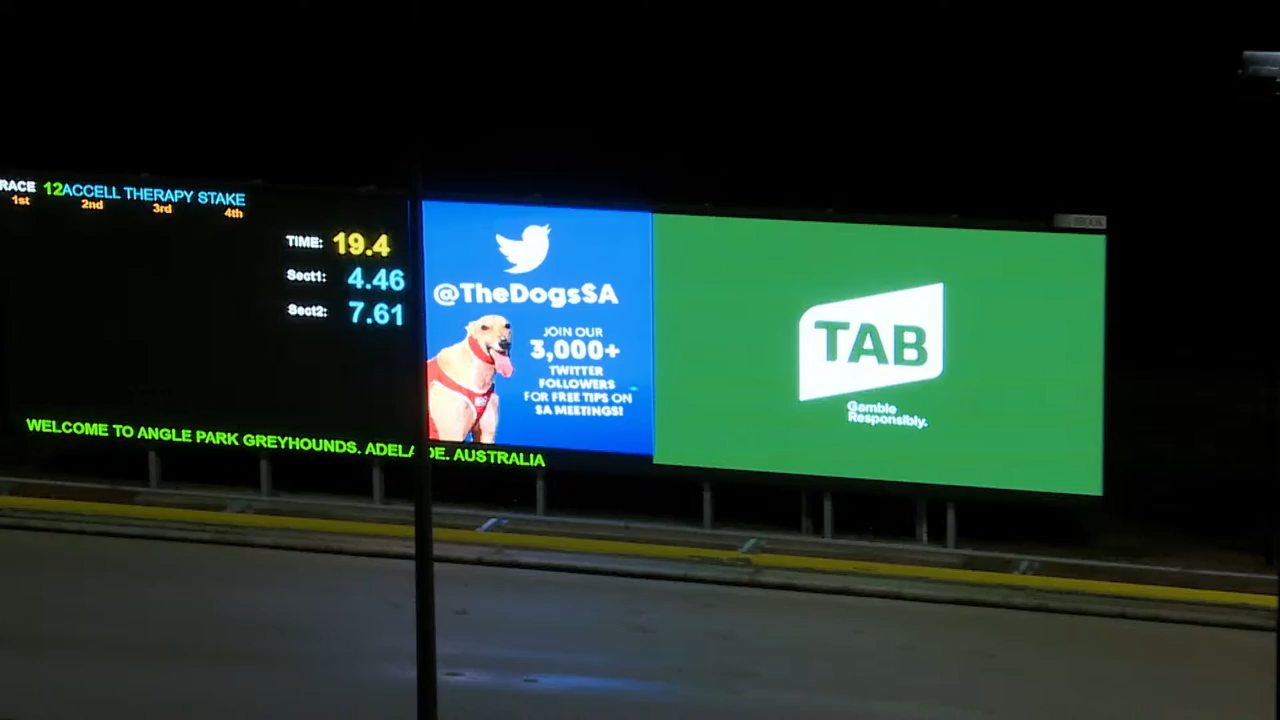 RACE 12 ACCELL THERAPY STAKE
1st 2nd 3rd 4th
TIME: 19.4
Sect1: 4.46
Sect2: 7.61
WELCOME TO ANGLE PARK GREYHOUNDS. ADELAIDE. AUSTRALIA
@TheDogsSA
JOIN OUR
3,000+
TWITTER
FOLLOWERS
FOR FREE TIPS ON
SA MEETINGS!
TAB
Gamble
Responsibly.